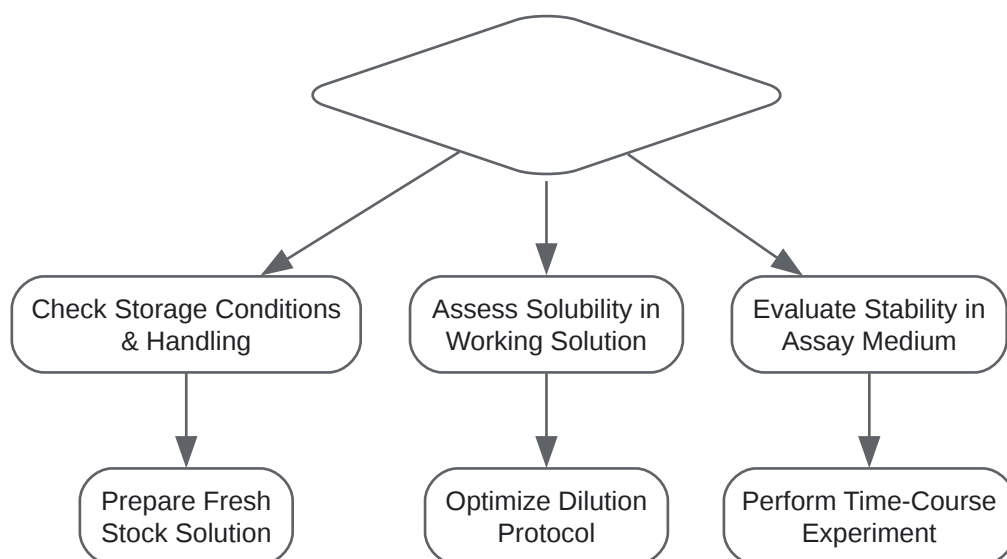 Check Storage Conditions
& Handling
Assess Solubility in
Working Solution
Evaluate Stability in
Assay Medium
Prepare Fresh
Stock Solution
Optimize Dilution
Protocol
Perform Time-Course
Experiment